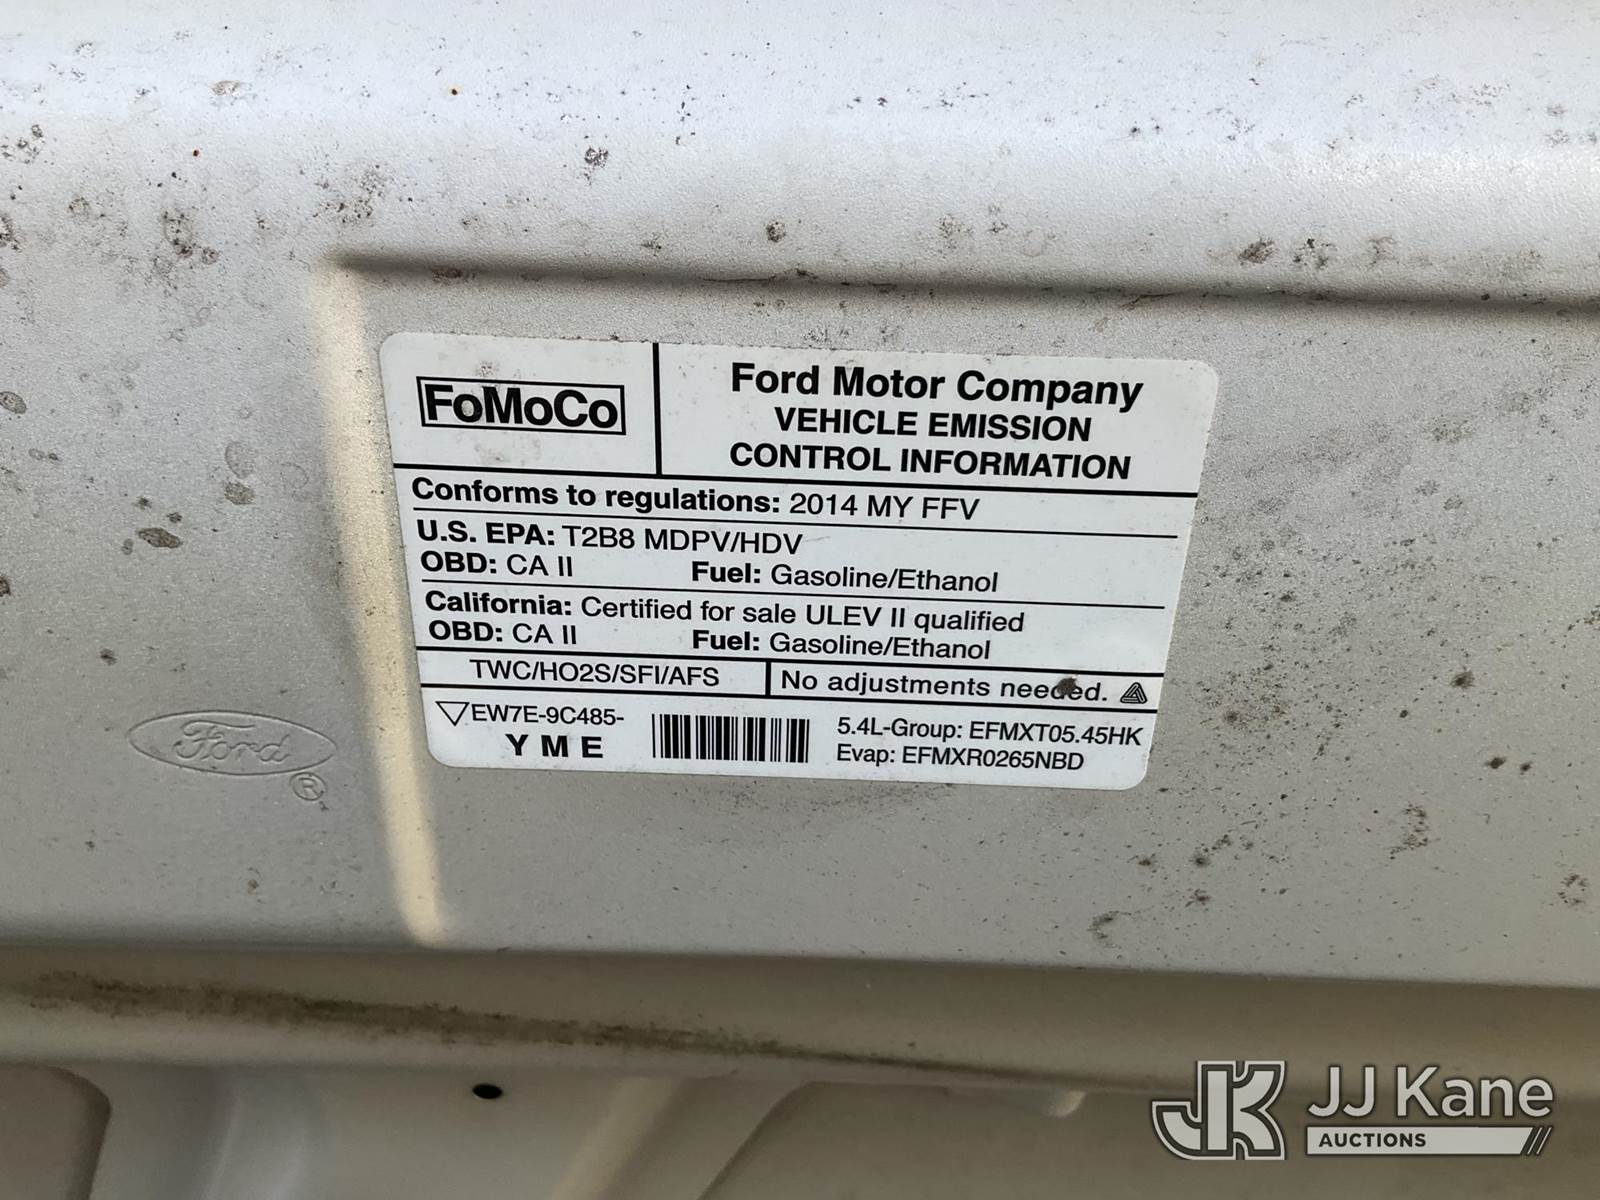 FoMoCo
Ford Motor Company
VEHICLE EMISSION
CONTROL INFORMATION
Conforms to regulations: 2014 MY FFV
U.S. EPA: T2B8 MDPV/HDV
OBD: CA II Fuel: Gasoline/Ethanol
California: Certified for sale ULEV II qualified
OBD: CA II Fuel: Gasoline/Ethanol
TWC/HO2S/SFI/AFS No adjustments needed.
EW7E-9C485-
YME
5.4L-Group: EFMXT05.45HK
Evap: EFMXR0265NBD
Ford
®
JK
JJ Kane
AUCTIONS